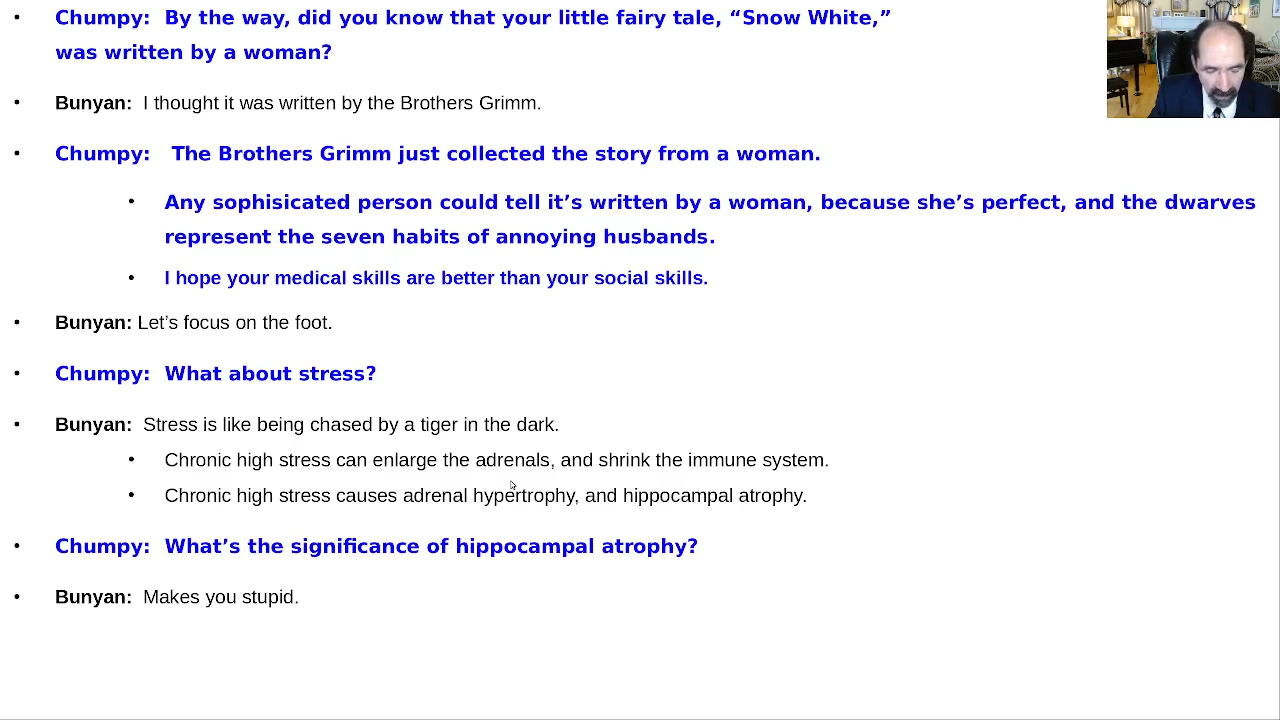 • Chumpy: By the way, did you know that your little fairy tale, “Snow White,”
was written by a woman?
• Bunyan: I thought it was written by the Brothers Grimm.
• Chumpy: The Brothers Grimm just collected the story from a woman.
• Any sophisicated person could tell it’s written by a woman, because she’s perfect, and the dwarves
represent the seven habits of annoying husbands.
• I hope your medical skills are better than your social skills.
• Bunyan: Let’s focus on the foot.
• Chumpy: What about stress?
• Bunyan: Stress is like being chased by a tiger in the dark.
• Chronic high stress can enlarge the adrenals, and shrink the immune system.
• Chronic high stress causes adrenal hypertrophy, and hippocampal atrophy.
• Chumpy: What’s the significance of hippocampal atrophy?
• Bunyan: Makes you stupid.